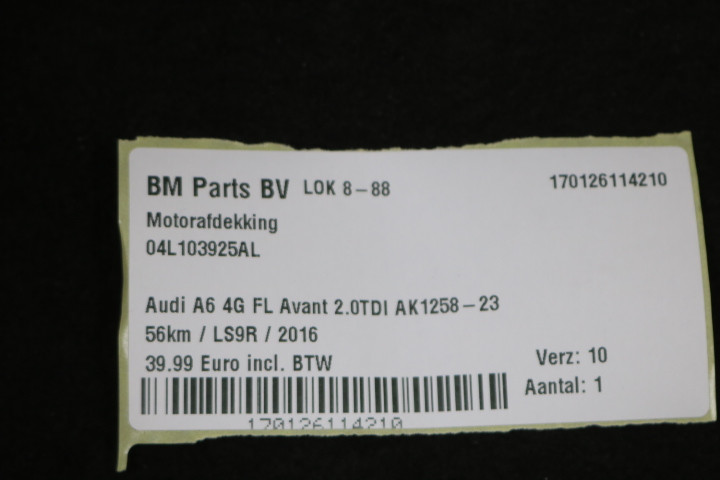 BM Parts BV LOK 8-88 170126114210
Motorafdekking
04L103925AL
Audi A6 4G FL Avant 2.0TDI AK1258-23
56km / LS9R / 2016
39.99 Euro incl. BTW Verz: 10
Aantal: 1
170126114210